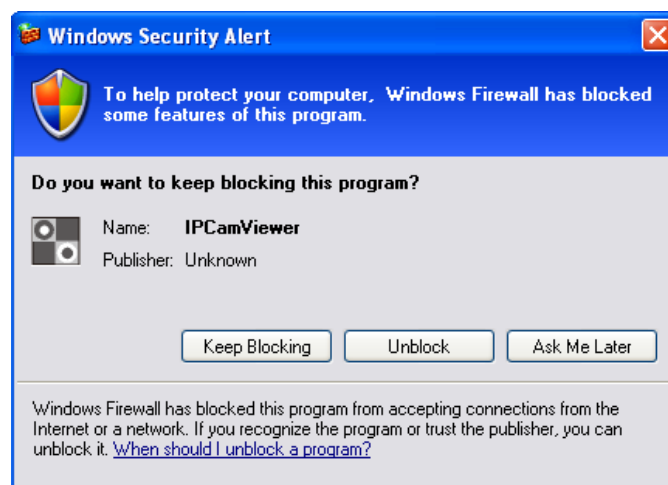 Windows Security Alert
To help protect your computer, Windows Firewall has blocked
some features of this program.
Do you want to keep blocking this program?
Name: IPCamViewer
Publisher: Unknown
Keep Blocking Unblock Ask Me Later
Windows Firewall has blocked this program from accepting connections from the
Internet or a network. If you recognize the program or trust the publisher, you can
unblock it. When should I unblock a program?